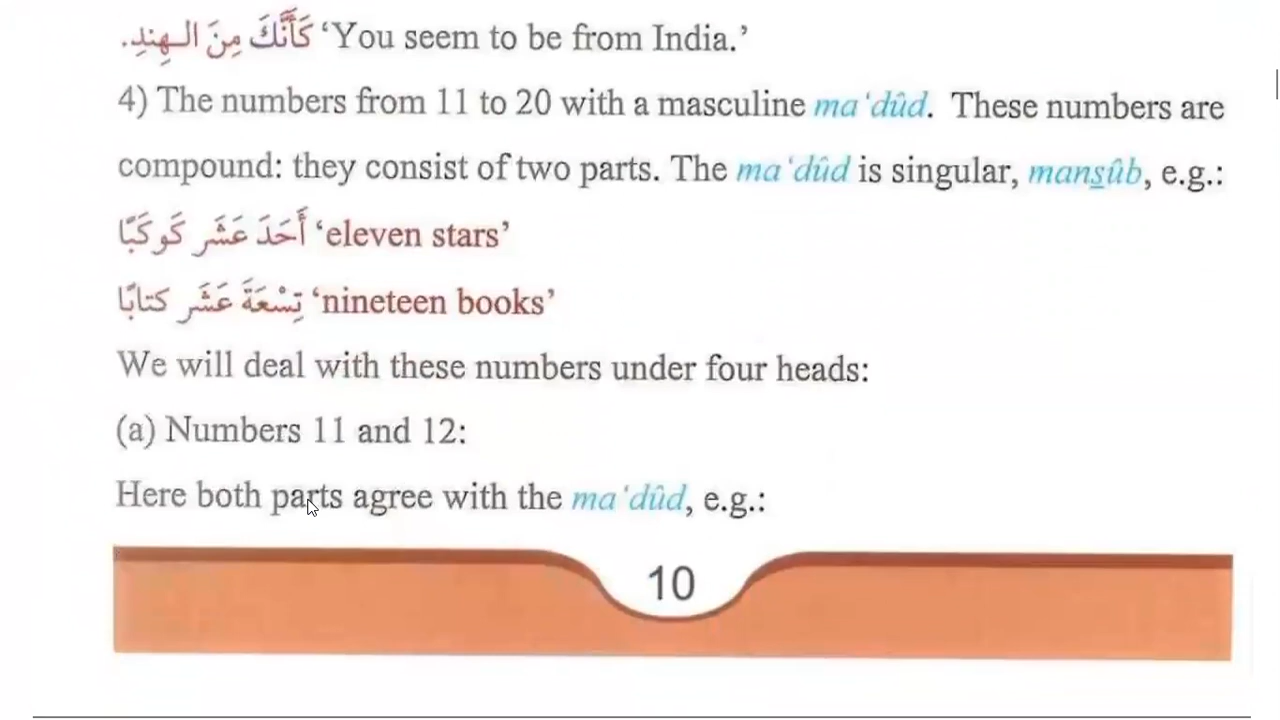 كَأَنَّكَ مِنَ الـهِندِ. ‘You seem to be from India.’
4) The numbers from 11 to 20 with a masculine ma‘dûd. These numbers are
compound: they consist of two parts. The ma‘dûd is singular, mansûb, e.g.:
أَحَدَ عَشَر كَوكَبًا ‘eleven stars’
تِسْعَةَ عَشَر كتابًا ‘nineteen books’
We will deal with these numbers under four heads:
(a) Numbers 11 and 12:
Here both parts agree with the ma‘dûd, e.g.:
10